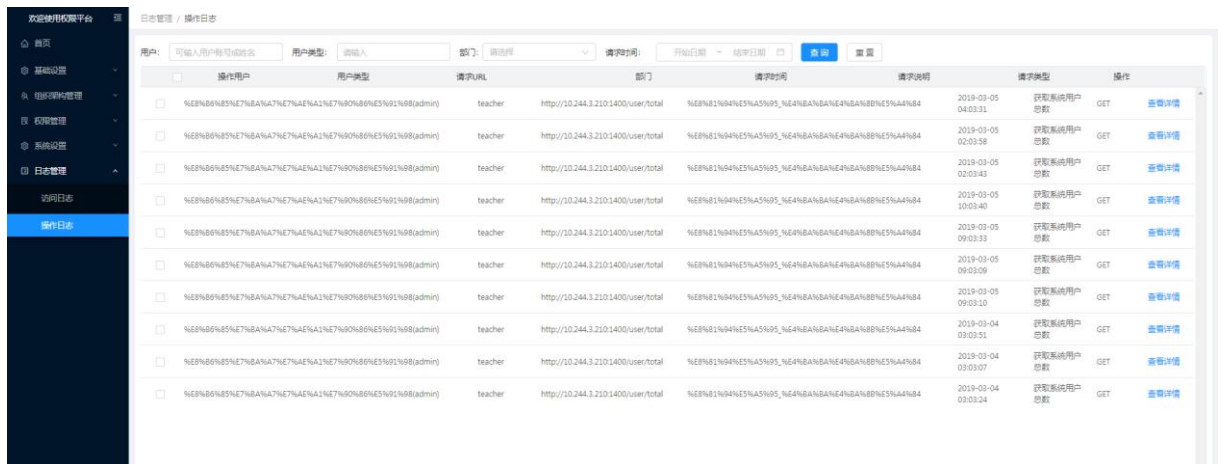 欢迎使用权限平台
日志管理 / 操作日志
首页
基础设置
组织架构管理
权限管理
系统设置
日志管理
访问日志
操作日志
用户: 可输入用户账号或姓名 用户类型: 请输入 部门: 请选择 请求时间: 开始日期 ~ 结束日期 查询 重置
操作用户 用户类型 请求URL 部门 请求时间 请求说明 请求类型 操作
%E8%B6%85%E7%BA%A7%E7%AE%A1%E7%90%86%E5%91%98(admin) teacher http://10.244.3.210:1400/user/total %E8%81%94%E5%A5%95_%E4%BA%BA%E4%BA%8B%E5%A4%84 2019-03-05 04:03:31 获取系统用户总数 GET 查看详情
%E8%B6%85%E7%BA%A7%E7%AE%A1%E7%90%86%E5%91%98(admin) teacher http://10.244.3.210:1400/user/total %E8%81%94%E5%A5%95_%E4%BA%BA%E4%BA%8B%E5%A4%84 2019-03-05 02:03:58 获取系统用户总数 GET 查看详情
%E8%B6%85%E7%BA%A7%E7%AE%A1%E7%90%86%E5%91%98(admin) teacher http://10.244.3.210:1400/user/total %E8%81%94%E5%A5%95_%E4%BA%BA%E4%BA%8B%E5%A4%84 2019-03-05 02:03:43 获取系统用户总数 GET 查看详情
%E8%B6%85%E7%BA%A7%E7%AE%A1%E7%90%86%E5%91%98(admin) teacher http://10.244.3.210:1400/user/total %E8%81%94%E5%A5%95_%E4%BA%BA%E4%BA%8B%E5%A4%84 2019-03-05 10:03:40 获取系统用户总数 GET 查看详情
%E8%B6%85%E7%BA%A7%E7%AE%A1%E7%90%86%E5%91%98(admin) teacher http://10.244.3.210:1400/user/total %E8%81%94%E5%A5%95_%E4%BA%BA%E4%BA%8B%E5%A4%84 2019-03-05 09:03:33 获取系统用户总数 GET 查看详情
%E8%B6%85%E7%BA%A7%E7%AE%A1%E7%90%86%E5%91%98(admin) teacher http://10.244.3.210:1400/user/total %E8%81%94%E5%A5%95_%E4%BA%BA%E4%BA%8B%E5%A4%84 2019-03-05 09:03:09 获取系统用户总数 GET 查看详情
%E8%B6%85%E7%BA%A7%E7%AE%A1%E7%90%86%E5%91%98(admin) teacher http://10.244.3.210:1400/user/total %E8%81%94%E5%A5%95_%E4%BA%BA%E4%BA%8B%E5%A4%84 2019-03-05 09:03:10 获取系统用户总数 GET 查看详情
%E8%B6%85%E7%BA%A7%E7%AE%A1%E7%90%86%E5%91%98(admin) teacher http://10.244.3.210:1400/user/total %E8%81%94%E5%A5%95_%E4%BA%BA%E4%BA%8B%E5%A4%84 2019-03-04 03:03:51 获取系统用户总数 GET 查看详情
%E8%B6%85%E7%BA%A7%E7%AE%A1%E7%90%86%E5%91%98(admin) teacher http://10.244.3.210:1400/user/total %E8%81%94%E5%A5%95_%E4%BA%BA%E4%BA%8B%E5%A4%84 2019-03-04 03:03:07 获取系统用户总数 GET 查看详情
%E8%B6%85%E7%BA%A7%E7%AE%A1%E7%90%86%E5%91%98(admin) teacher http://10.244.3.210:1400/user/total %E8%81%94%E5%A5%95_%E4%BA%BA%E4%BA%8B%E5%A4%84 2019-03-04 03:03:24 获取系统用户总数 GET 查看详情